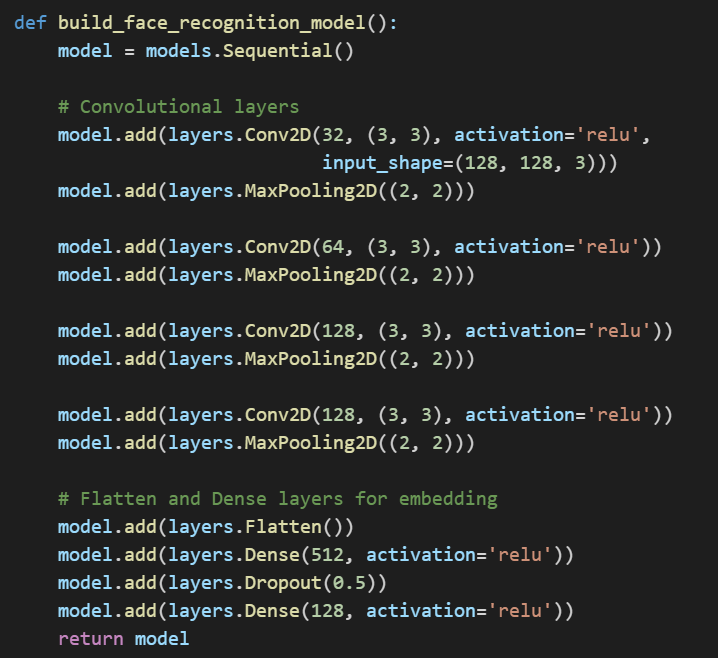 def build_face_recognition_model():
    model = models.Sequential()

    # Convolutional layers
    model.add(layers.Conv2D(32, (3, 3), activation='relu',
                            input_shape=(128, 128, 3)))
    model.add(layers.MaxPooling2D((2, 2)))

    model.add(layers.Conv2D(64, (3, 3), activation='relu'))
    model.add(layers.MaxPooling2D((2, 2)))

    model.add(layers.Conv2D(128, (3, 3), activation='relu'))
    model.add(layers.MaxPooling2D((2, 2)))

    model.add(layers.Conv2D(128, (3, 3), activation='relu'))
    model.add(layers.MaxPooling2D((2, 2)))

    # Flatten and Dense layers for embedding
    model.add(layers.Flatten())
    model.add(layers.Dense(512, activation='relu'))
    model.add(layers.Dropout(0.5))
    model.add(layers.Dense(128, activation='relu'))
    return model